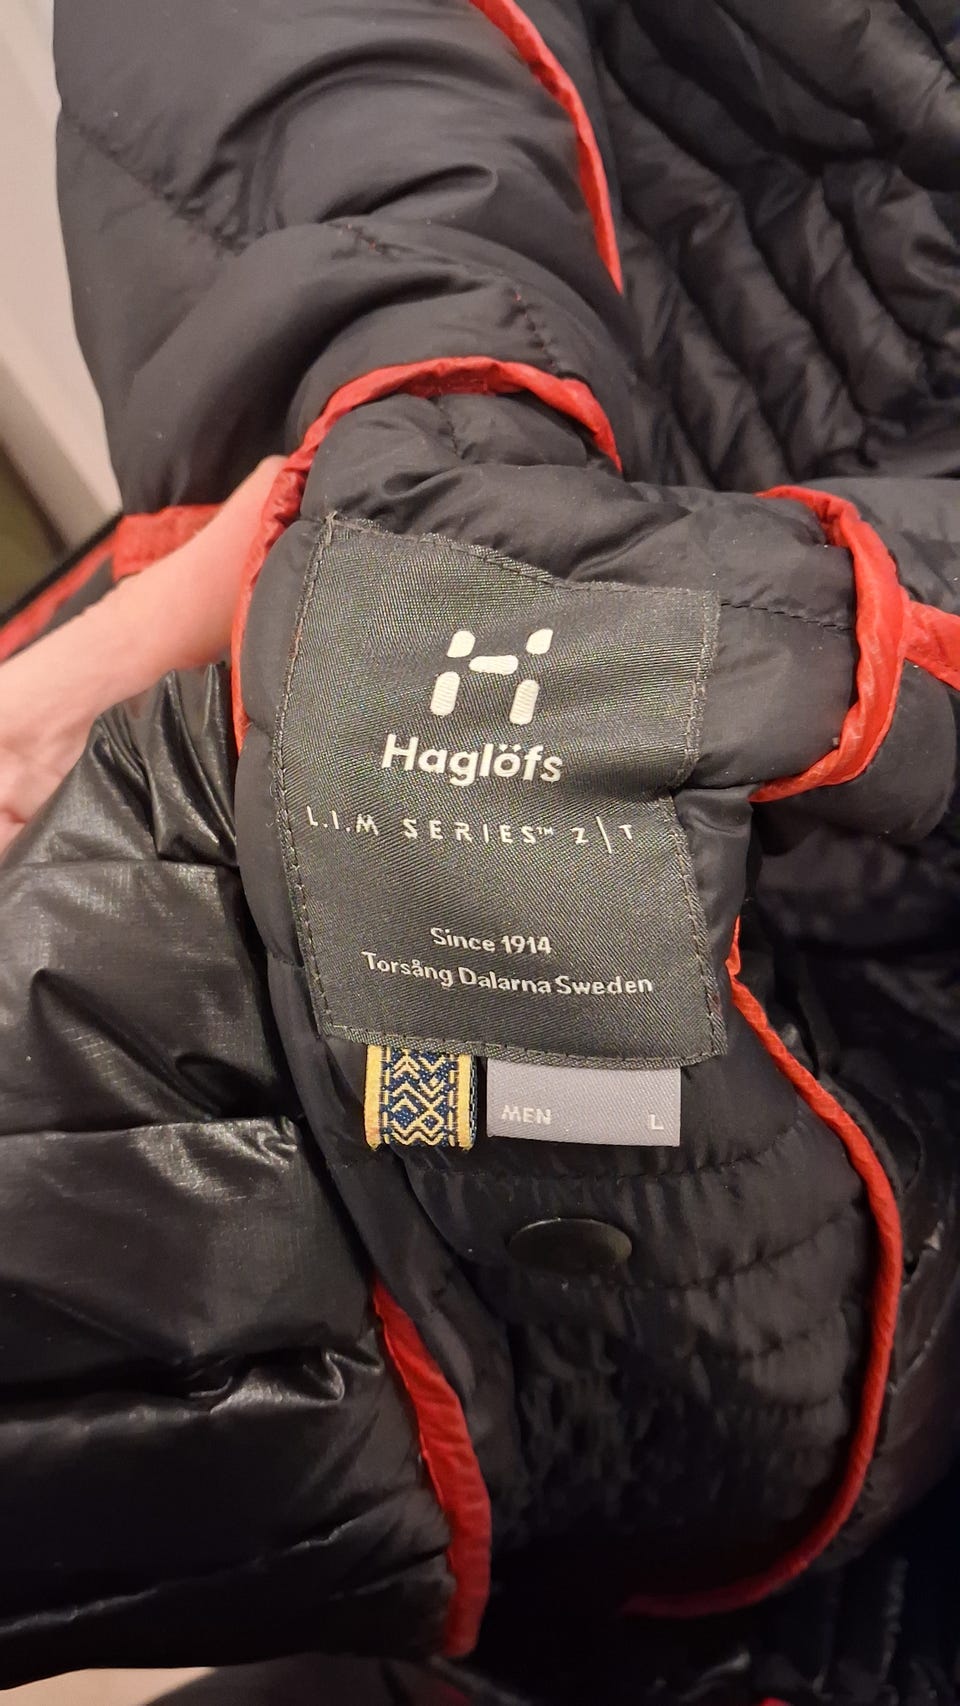 Haglöfs
L.I.M SERIES™ Z|T
Since 1914
Torsång Dalarna Sweden
MEN L